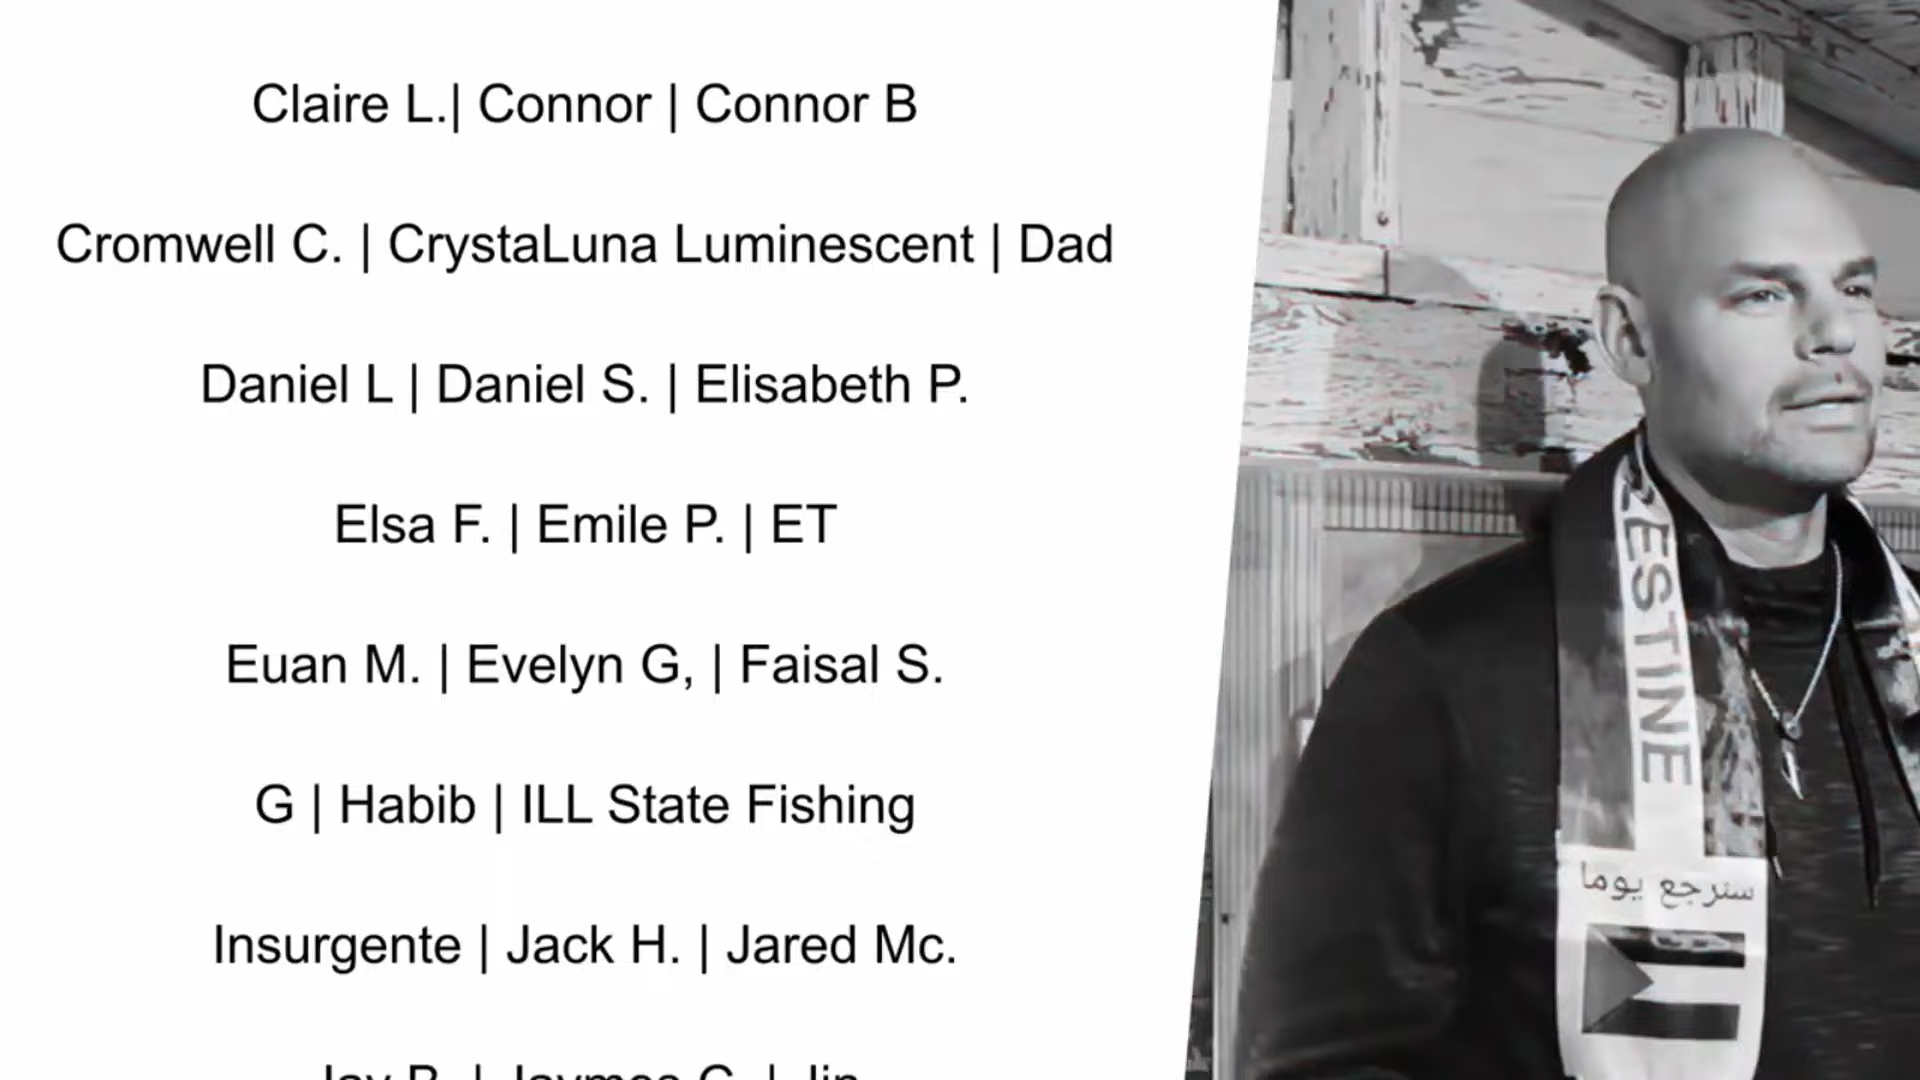 Claire L.| Connor | Connor B
Cromwell C. | CrystaLuna Luminescent | Dad
Daniel L | Daniel S. | Elisabeth P.
Elsa F. | Emile P. | ET
Euan M. | Evelyn G, | Faisal S.
G | Habib | ILL State Fishing
Insurgente | Jack H. | Jared Mc.
ESTINE
سنرجع يوما